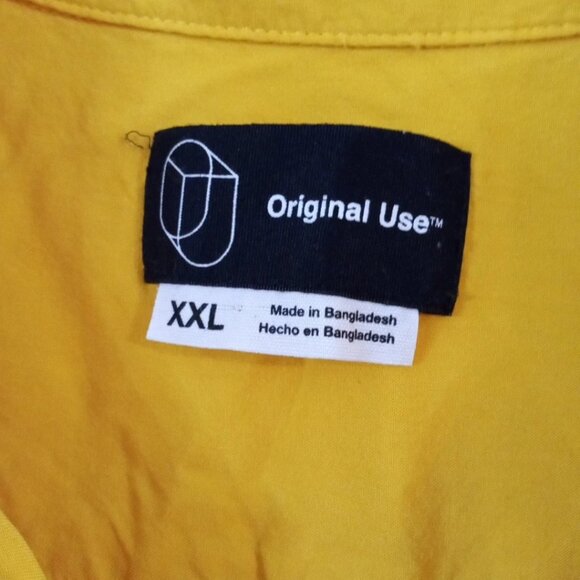 Original Use™
XXL
Made in Bangladesh
Hecho en Bangladesh